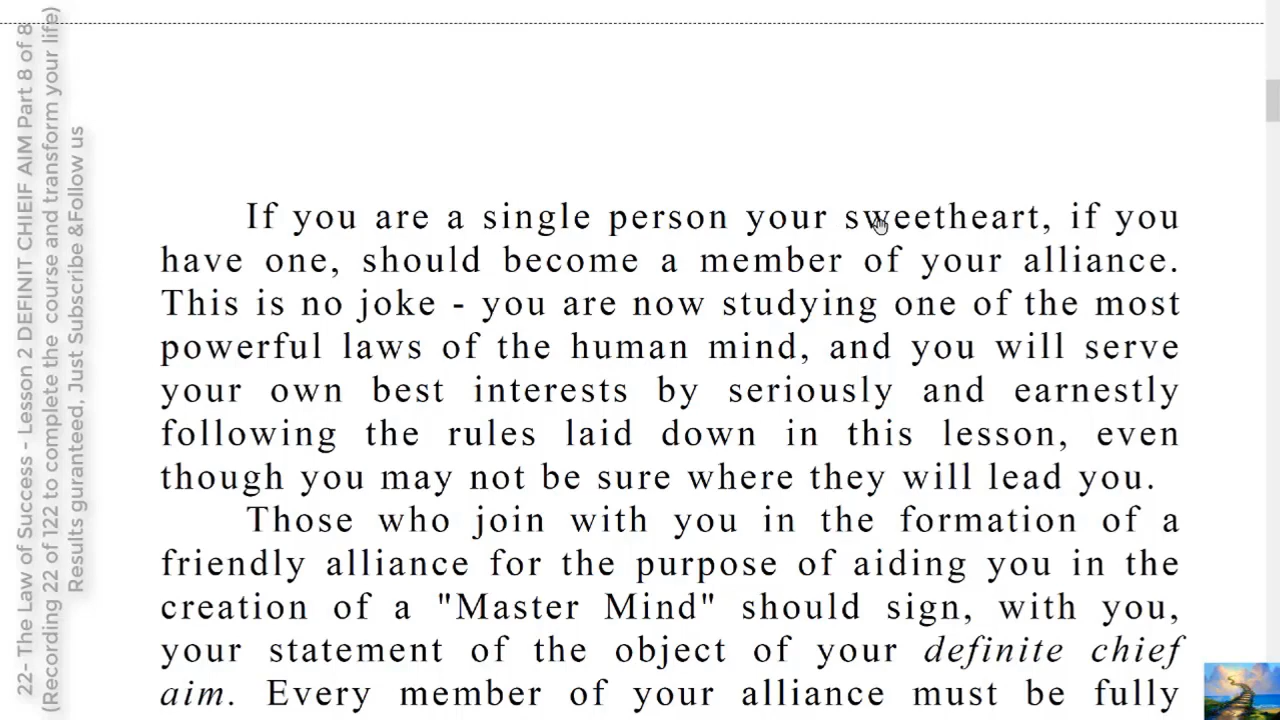 22- The Law of Success - Lesson 2 DEFINIT CHIEIF AIM Part 8 of 8
(Recording 22 of 122 to complete the course and transform your life)
Results guranteed, Just Subscribe &Follow us
If you are a single person your sweetheart, if you
have one, should become a member of your alliance.
This is no joke - you are now studying one of the most
powerful laws of the human mind, and you will serve
your own best interests by seriously and earnestly
following the rules laid down in this lesson, even
though you may not be sure where they will lead you.
Those who join with you in the formation of a
friendly alliance for the purpose of aiding you in the
creation of a "Master Mind" should sign, with you,
your statement of the object of your definite chief
aim. Every member of your alliance must be fully